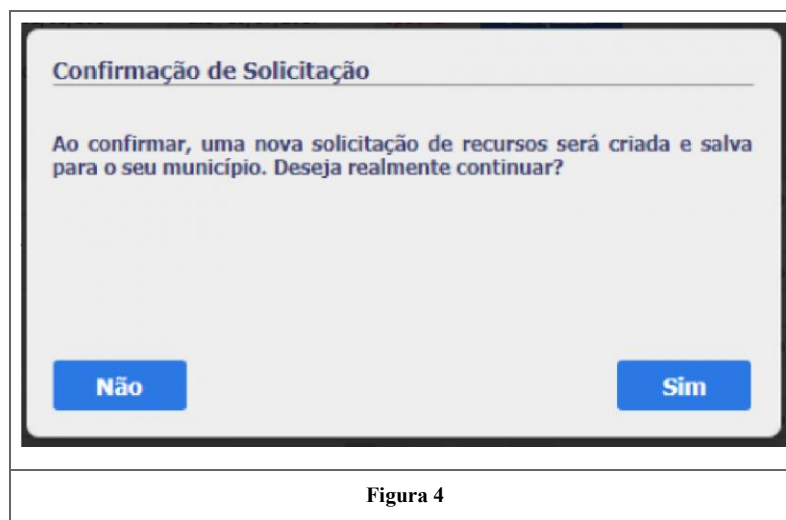 Confirmação de Solicitação
Ao confirmar, uma nova solicitação de recursos será criada e salva
para o seu município. Deseja realmente continuar?
Não
Sim
Figura 4